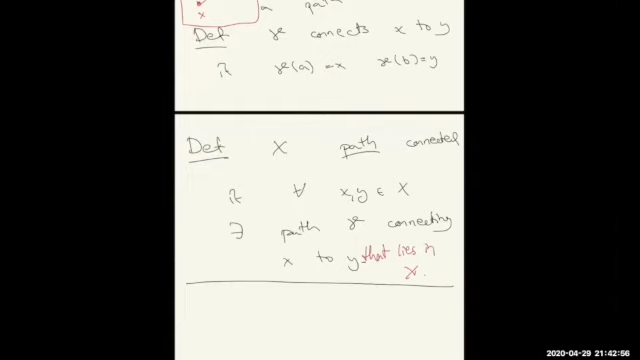 x
a path
Def γ connects x to y
if γ(a) = x γ(b) = y
Def X path connected
if ∀ x, y ∈ X
∃ path γ connecting
x to y that lies in
X.
2020-04-29 21:42:56